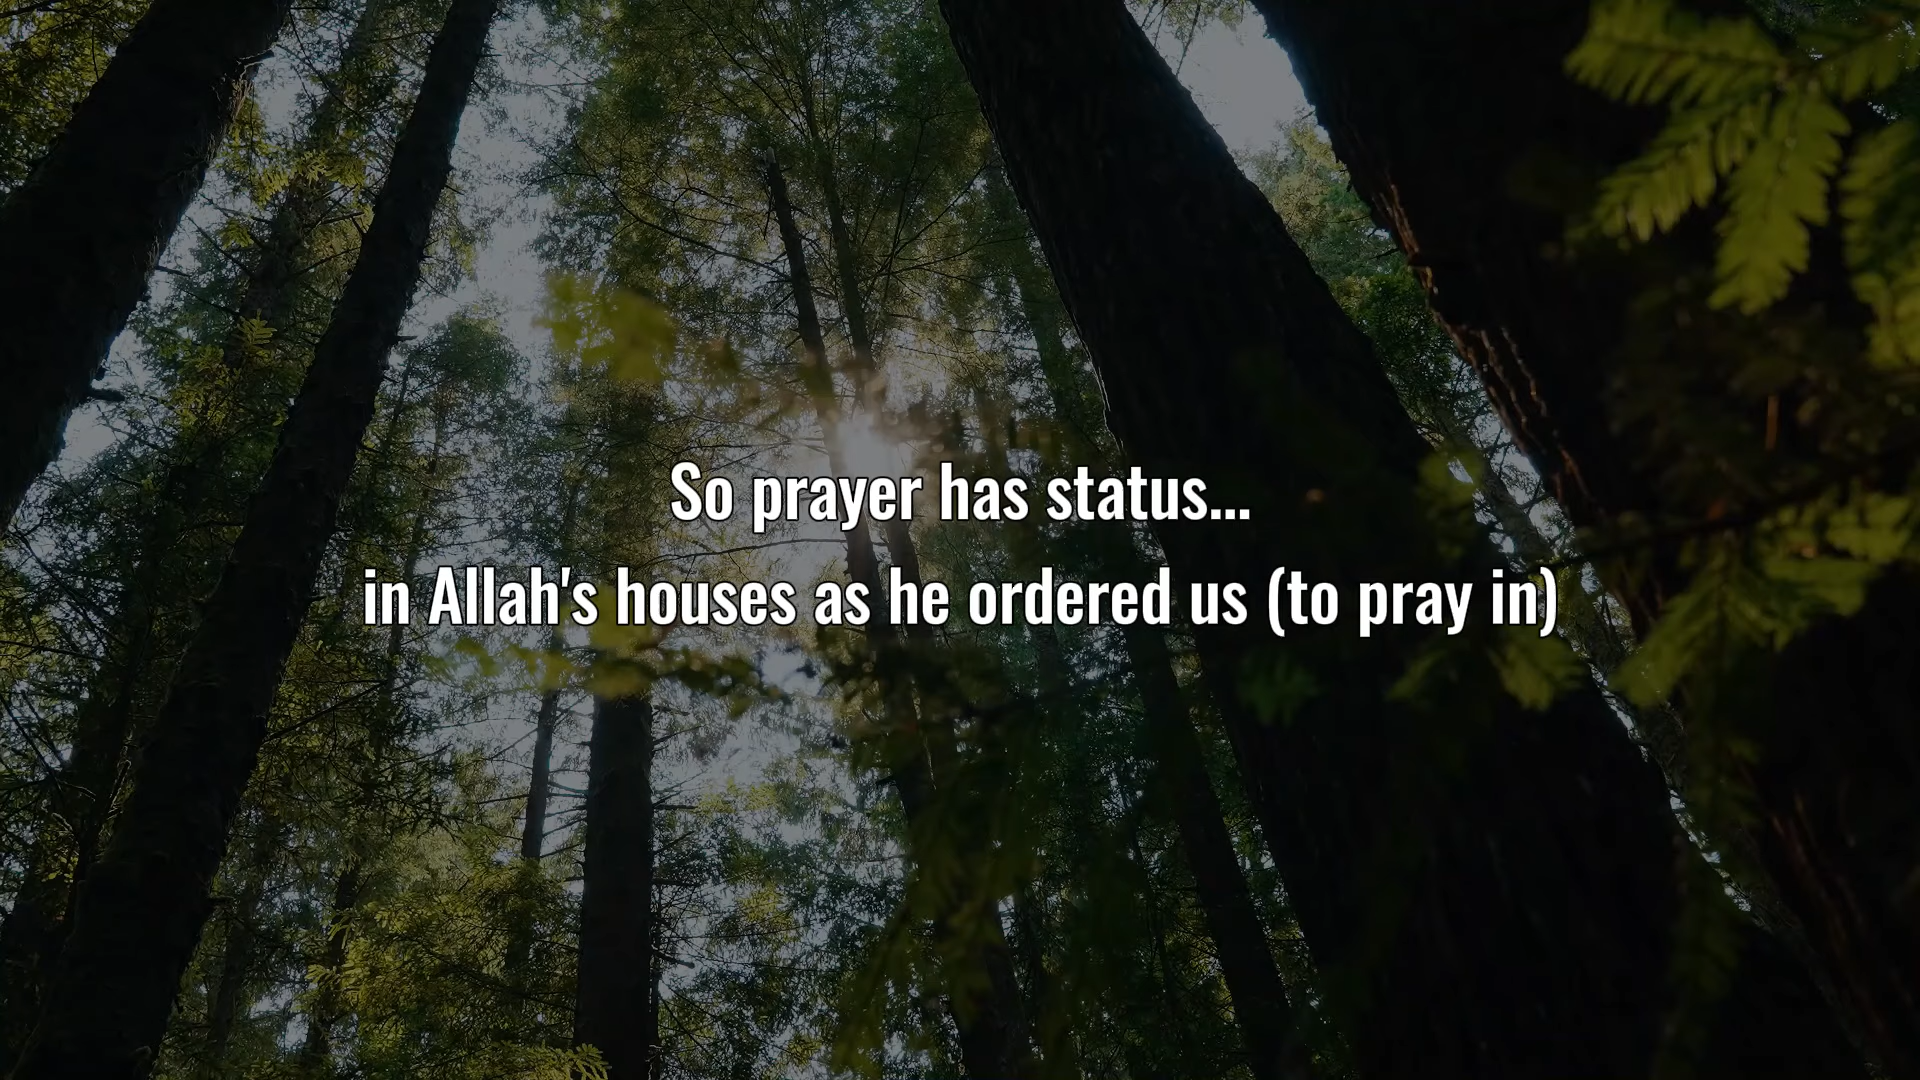 So prayer has status...
in Allah's houses as he ordered us (to pray in)